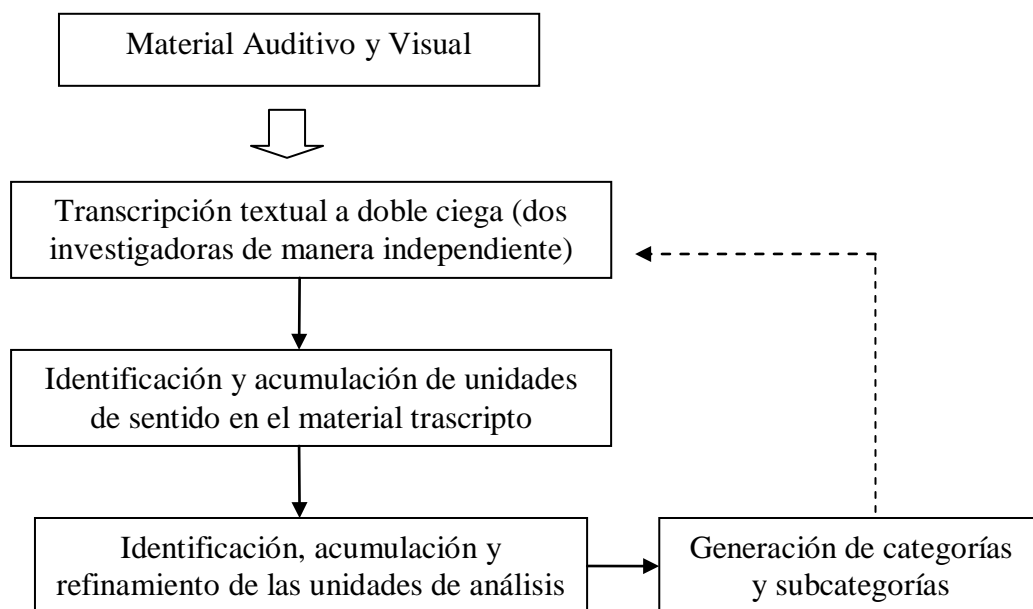 Material Auditivo y Visual
Transcripción textual a doble ciega (dos
investigadoras de manera independiente)
Identificación y acumulación de unidades
de sentido en el material trascripto
Identificación, acumulación y
refinamiento de las unidades de análisis
Generación de categorías
y subcategorías